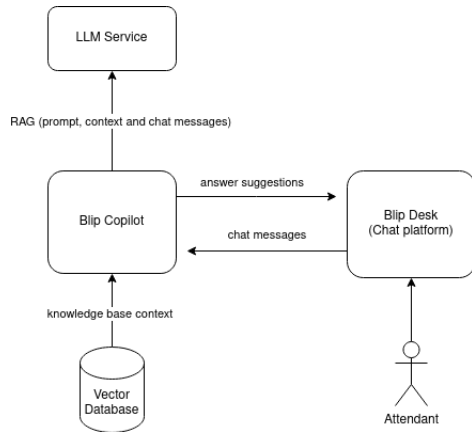 LLM Service
RAG (prompt, context and chat messages)
answer suggestions
Blip Copilot
Blip Desk
(Chat platform)
chat messages
knowledge base context
Vector
Database
Attendant